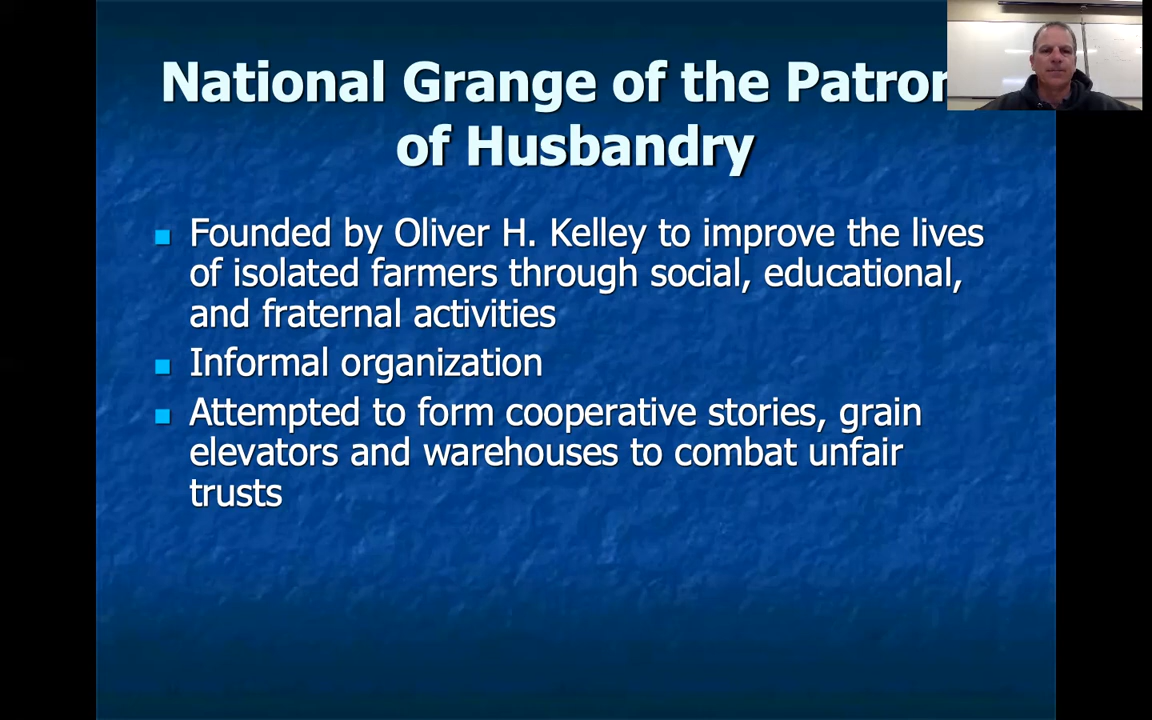 National Grange of the Patron
of Husbandry
Founded by Oliver H. Kelley to improve the lives
of isolated farmers through social, educational,
and fraternal activities
Informal organization
Attempted to form cooperative stories, grain
elevators and warehouses to combat unfair
trusts